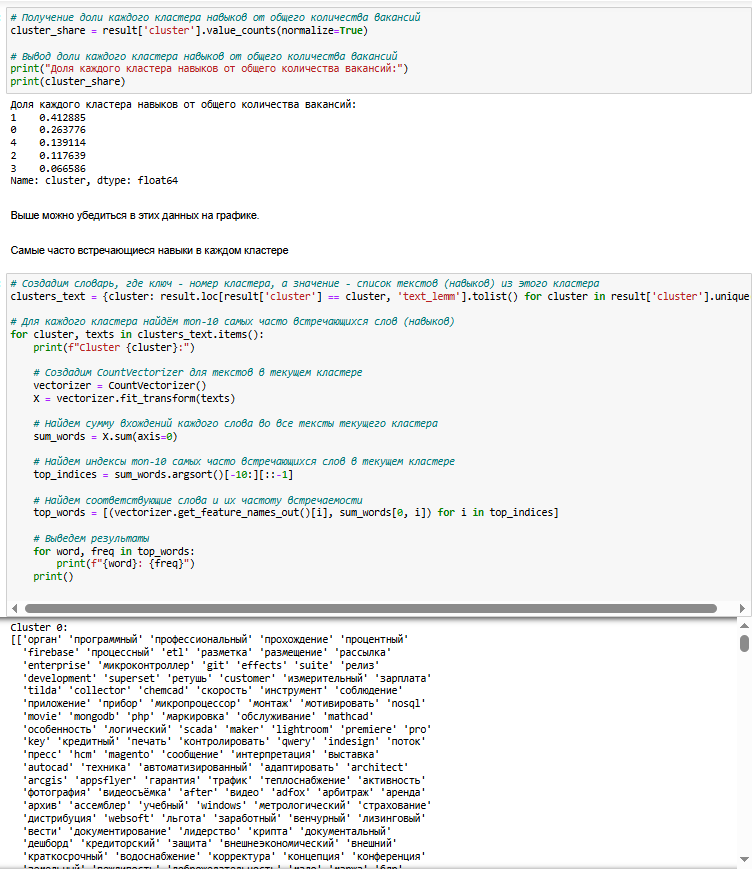 # Получение доли каждого кластера навыков от общего количества вакансий
cluster_share = result['cluster'].value_counts(normalize=True)
# Вывод доли каждого кластера навыков от общего количества вакансий
print("Доля каждого кластера навыков от общего количества вакансий:")
print(cluster_share)
Доля каждого кластера навыков от общего количества вакансий:
1    0.412885
0    0.263776
4    0.139114
2    0.117639
3    0.066586
Name: cluster, dtype: float64
Выше можно убедиться в этих данных на графике.
Самые часто встречающиеся навыки в каждом кластере
# Создадим словарь, где ключ - номер кластера, а значение - список текстов (навыков) из этого кластера
clusters_text = {cluster: result.loc[result['cluster'] == cluster, 'text_lemm'].tolist() for cluster in result['cluster'].unique
# Для каждого кластера найдём топ-10 самых часто встречающихся слов (навыков)
for cluster, texts in clusters_text.items():
    print(f"Cluster {cluster}:")
    # Создадим CountVectorizer для текстов в текущем кластере
    vectorizer = CountVectorizer()
    X = vectorizer.fit_transform(texts)
    # Найдем сумму вхождений каждого слова во все тексты текущего кластера
    sum_words = X.sum(axis=0)
    # Найдем индексы топ-10 самых часто встречающихся слов в текущем кластере
    top_indices = sum_words.argsort()[-10:][::-1]
    # Найдем соответствующие слова и их частоту встречаемости
    top_words = [(vectorizer.get_feature_names_out()[i], sum_words[0, i]) for i in top_indices]
    # Выведем результаты
    for word, freq in top_words:
        print(f"{word}: {freq}")
    print()
Cluster 0:
[['орган' 'программный' 'профессиональный' 'прохождение' 'процентный'
  'firebase' 'процессный' 'etl' 'разметка' 'размещение' 'рассылка'
  'enterprise' 'микроконтроллер' 'git' 'effects' 'suite' 'релиз'
  'development' 'superset' 'ретушь' 'customer' 'измерительный' 'зарплата'
  'tilda' 'collector' 'chemcad' 'скорость' 'инструмент' 'соблюдение'
  'приложение' 'прибор' 'микропроцессор' 'монтаж' 'мотивировать' 'nosql'
  'movie' 'mongodb' 'php' 'маркировка' 'обслуживание' 'mathcad'
  'особенность' 'логический' 'scada' 'maker' 'lightroom' 'premiere' 'pro'
  'key' 'кредитный' 'печать' 'контролировать' 'qwery' 'indesign' 'поток'
  'пресс' 'hcm' 'magento' 'сообщение' 'интерпретация' 'выставка'
  'autocad' 'техника' 'автоматизированный' 'адаптировать' 'architect'
  'arcgis' 'appsflyer' 'гарантия' 'трафик' 'теплоснабжение' 'активность'
  'фотография' 'видеосъёмка' 'after' 'видео' 'adfox' 'арбитраж' 'аренда'
  'архив' 'ассемблер' 'учебный' 'windows' 'метрологический' 'страхование'
  'дистрибуция' 'websoft' 'льгота' 'заработный' 'венчурный' 'лизинговый'
  'вести' 'документирование' 'лидерство' 'крипта' 'документальный'
  'дешборд' 'кредиторский' 'защита' 'внешнеэкономический' 'внешний'
  'краткосрочный' 'водоснабжение' 'корректура' 'концепция' 'конференция'